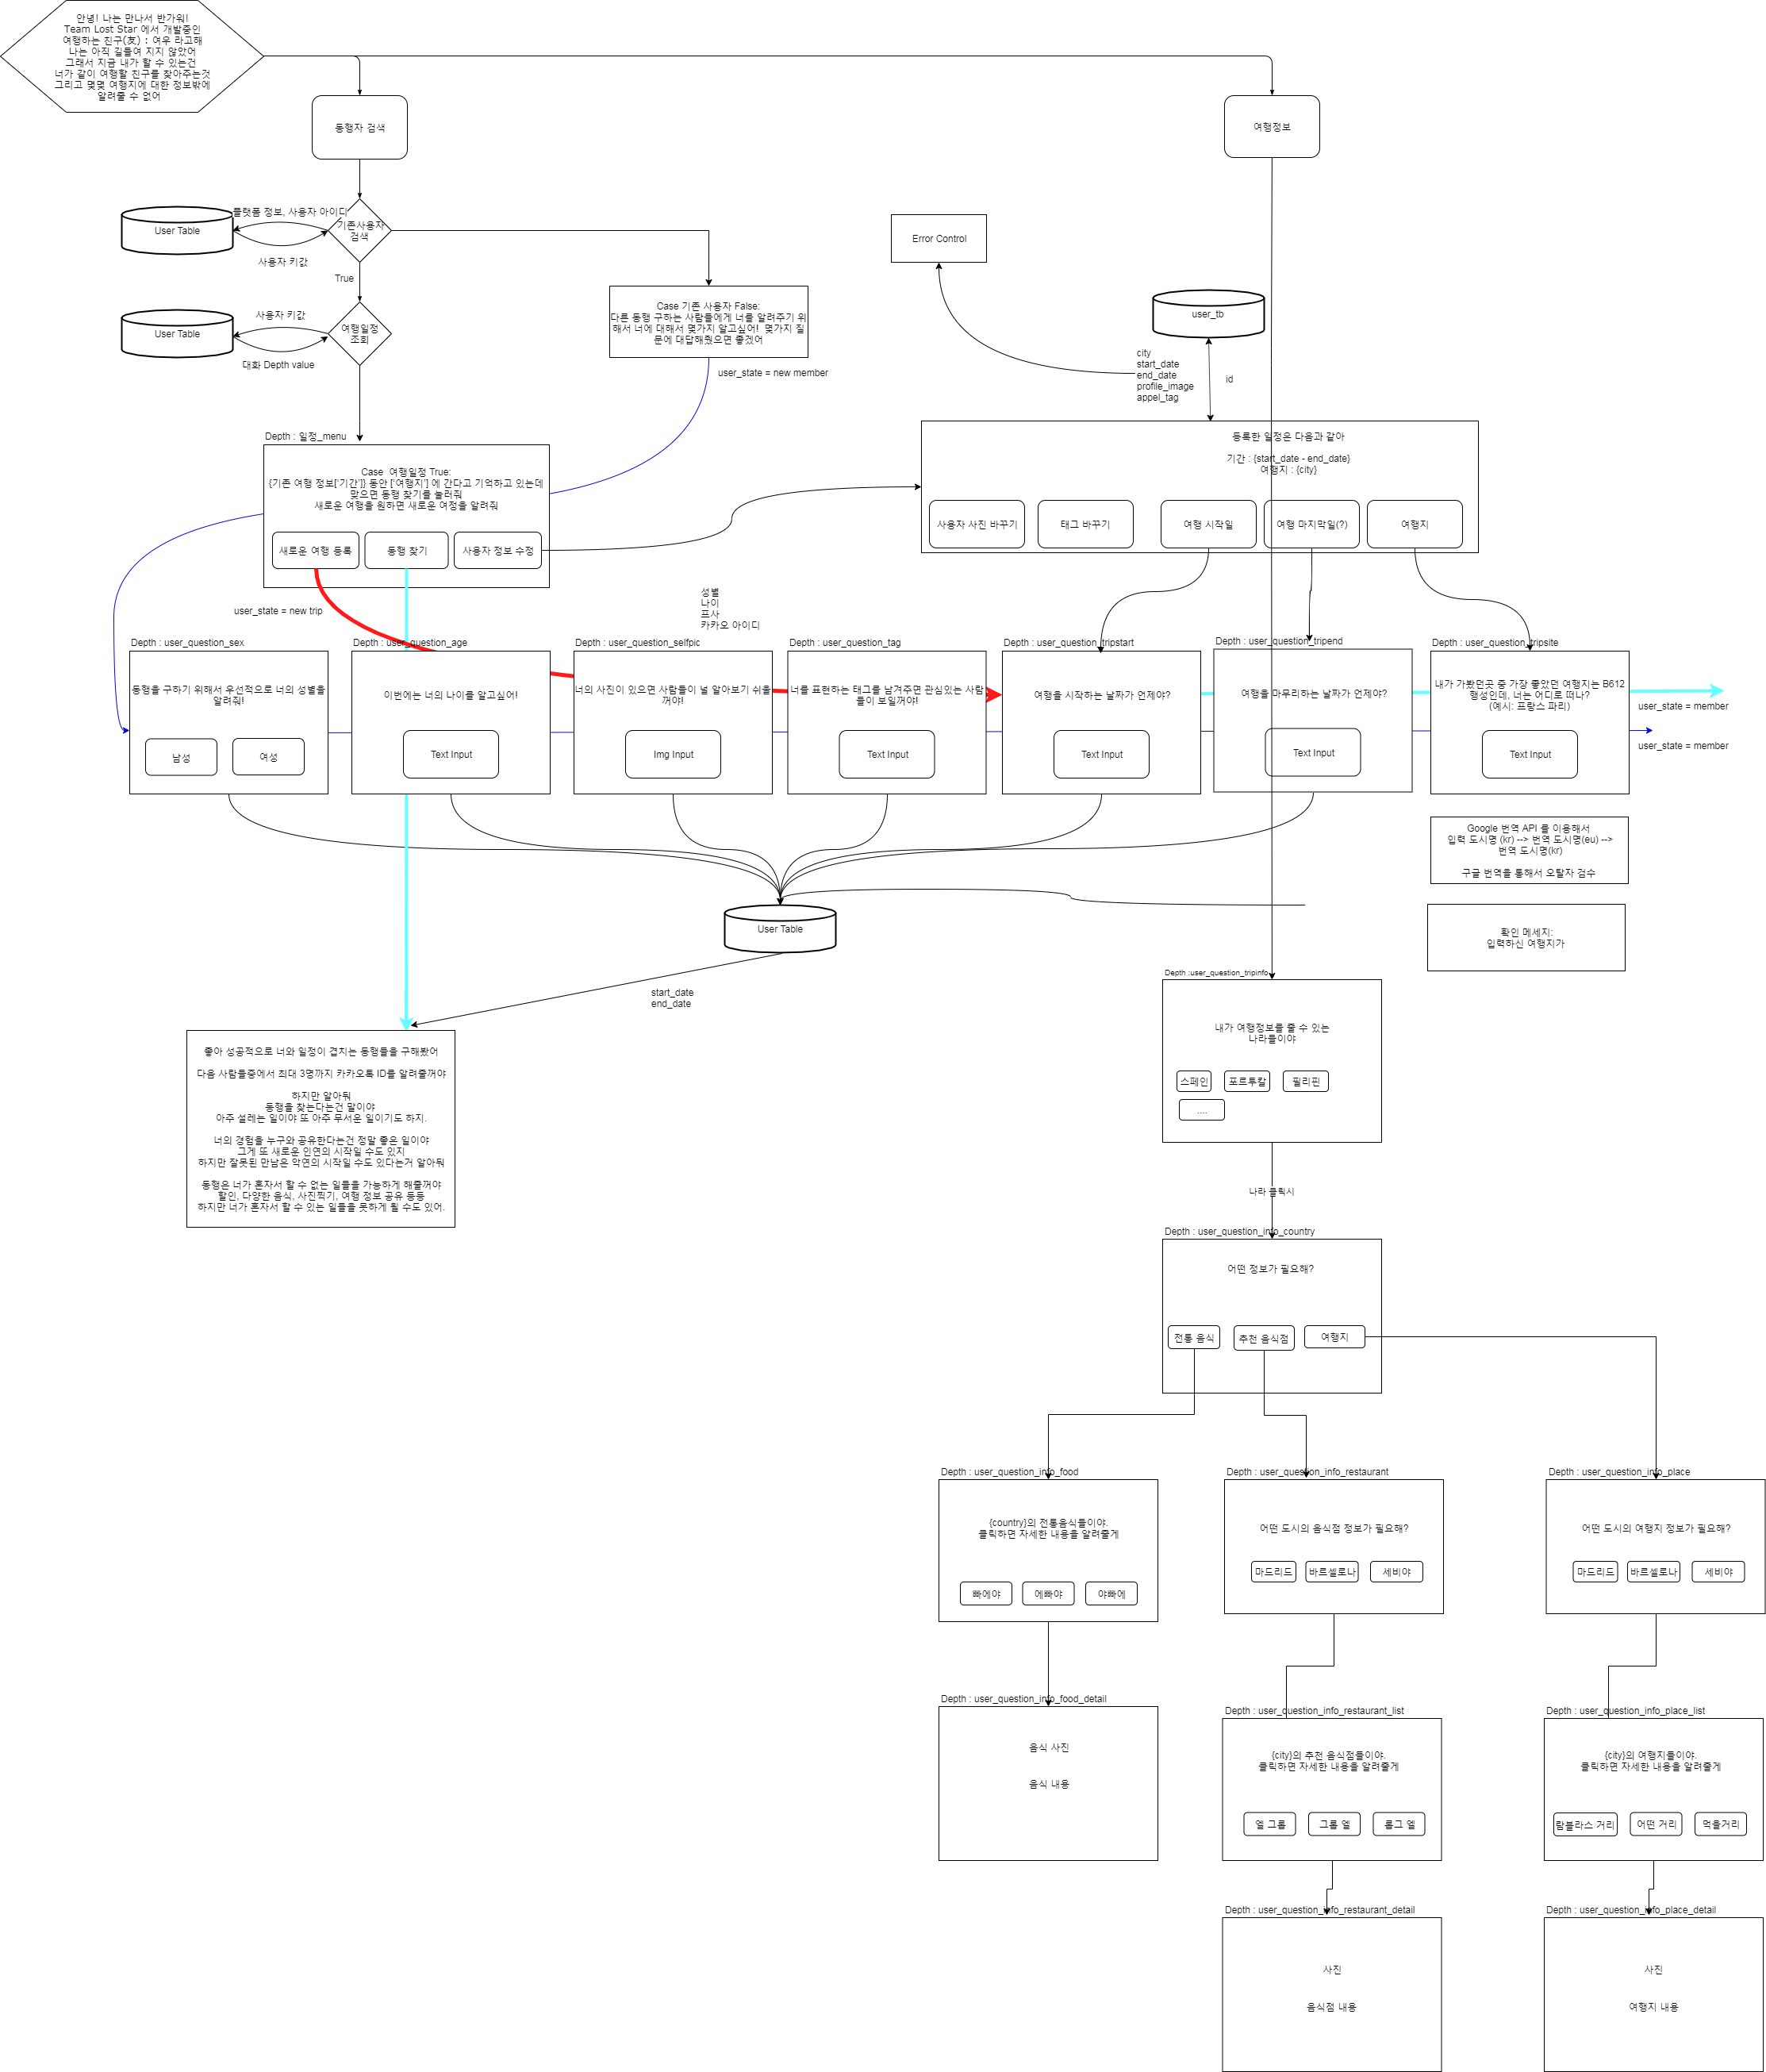 안녕! 나는 만나서 반가워!
Team Lost Star 에서 개발중인
여행하는 친구(友) : 여우 라고해
나는 아직 길들여 지지 않았어
그래서 지금 내가 할 수 있는건
너가 같이 여행할 친구를 찾아주는것
그리고 몇몇 여행지에 대한 정보밖에
알려줄 수 없어
동행자 검색
여행정보
플랫폼 정보, 사용자 아이디
User Table
기존사용자
검색
사용자 키값
True
Error Control
사용자 키값
User Table
여행일정
조회
대화 Depth value
Case 기존 사용자 False:
다른 동행 구하는 사람들에게 너를 알려주기 위
해서 너에 대해서 몇가지 알고싶어! 몇가지 질
문에 대답해줬으면 좋겠어
user_state = new member
user_tb
city
start_date
end_date
profile_image
appel_tag
id
Depth : 일정_menu
Case 여행일정 True:
{기존 여행 정보['기간']} 동안 ['여행지'] 에 간다고 기억하고 있는데
맞으면 동행 찾기를 눌러줘
새로운 여행을 원하면 새로운 여정을 알려줘
새로운 여행 등록
동행 찾기
사용자 정보 수정
등록한 일정은 다음과 같아
기간 : {start_date - end_date}
여행지 : {city}
사용자 사진 바꾸기
태그 바꾸기
여행 시작일
여행 마지막일(?)
여행지
user_state = new trip
성별
나이
프사
카카오 아이디
Depth : user_question_sex
동행을 구하기 위해서 우선적으로 너의 성별을
알려줘!
남성
여성
Depth : user_question_age
이번에는 너의 나이를 알고싶어!
Text Input
Depth : user_question_selfpic
너의 사진이 있으면 사람들이 널 알아보기 쉬울
꺼야!
Img Input
Depth : user_question_tag
너를 표현하는 태그를 남겨주면 관심있는 사람
들이 보일꺼야!
Text Input
Depth : user_question_tripstart
여행을 시작하는 날짜가 언제야?
Text Input
Depth : user_question_tripend
여행을 마무리하는 날짜가 언제야?
Text Input
Depth : user_question_tripsite
내가 가봤던곳 중 가장 좋았던 여행지는 B612
행성인데, 너는 어디로 떠나?
(예시: 프랑스 파리)
Text Input
user_state = member
user_state = member
Google 번역 API 를 이용해서
입력 도시명 (kr) --> 번역 도시명(eu) -->
번역 도시명(kr)
구글 번역을 통해서 오탈자 검수
확인 메세지:
입력하신 여행지가
User Table
start_date
end_date
좋아 성공적으로 너와 일정이 겹치는 동행들을 구해봤어
다음 사람들중에서 최대 3명까지 카카오톡 ID를 알려줄꺼야
하지만 알아둬
동행을 찾는다는건 말이야
아주 설레는 일이야 또 아주 무서운 일이기도 하지.
너의 경험을 누구와 공유한다는건 정말 좋은 일이야
그게 또 새로운 인연의 시작일 수도 있지
하지만 잘못된 만남은 악연의 시작일 수도 있다는거 알아둬
동행은 너가 혼자서 할 수 없는 일들을 가능하게 해줄꺼야
할인, 다양한 음식, 사진찍기, 여행 정보 공유 등등
하지만 너가 혼자서 할 수 있는 일들을 못하게 될 수도 있어.
Depth :user_question_tripinfo
내가 여행정보를 줄 수 있는
나라들이야
스페인
포르투칼
필리핀
....
나라 클릭시
Depth : user_question_info_country
어떤 정보가 필요해?
전통 음식
추천 음식점
여행지
Depth : user_question_info_food
{country}의 전통음식들이야.
클릭하면 자세한 내용을 알려줄게
빠에야
에빠야
야빠에
Depth : user_question_info_restaurant
어떤 도시의 음식점 정보가 필요해?
마드리드
바르셀로나
세비야
Depth : user_question_info_place
어떤 도시의 여행지 정보가 필요해?
마드리드
바르셀로나
세비야
Depth : user_question_info_food_detail
음식 사진
음식 내용
Depth : user_question_info_restaurant_list
{city}의 추천 음식점들이야.
클릭하면 자세한 내용을 알려줄게
엘 그롭
그롭 엘
롭그 엘
Depth : user_question_info_place_list
{city}의 여행지들이야.
클릭하면 자세한 내용을 알려줄게
람블라스 거리
어떤 거리
먹을거리
Depth : user_question_info_restaurant_detail
사진
음식점 내용
Depth : user_question_info_place_detail
사진
여행지 내용